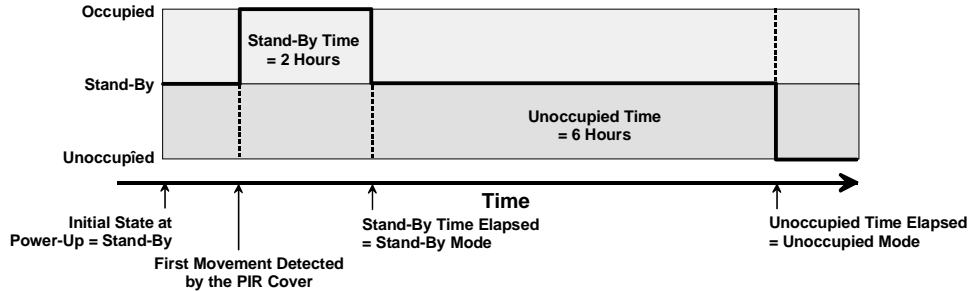 Occupied
Stand-By Time
= 2 Hours
Stand-By
Unoccupied Time
= 6 Hours
Unoccupied
Time
Initial State at
Power-Up = Stand-By
First Movement Detected
by the PIR Cover
Stand-By Time Elapsed
= Stand-By Mode
Unoccupied Time Elapsed
= Unoccupied Mode